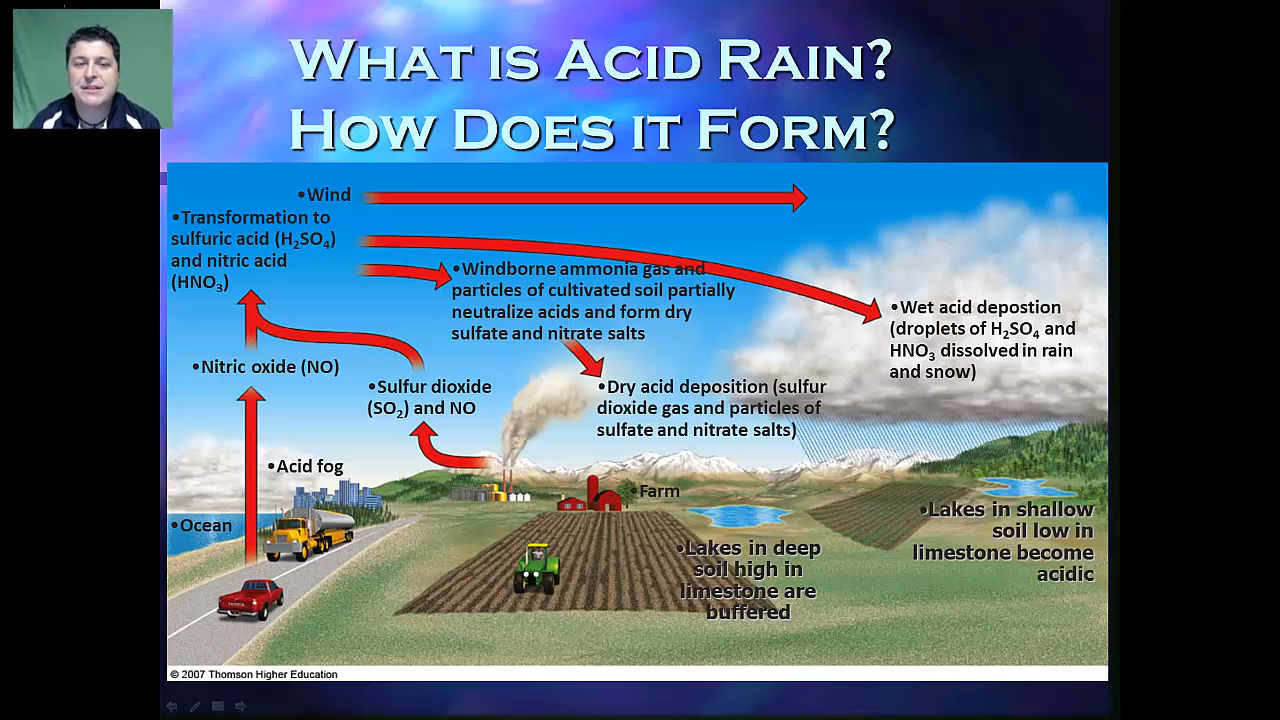 WHAT IS ACID RAIN?
HOW DOES IT FORM?
•Wind
•Transformation to
sulfuric acid (H₂SO₄)
and nitric acid
(HNO₃)
•Windborne ammonia gas and
particles of cultivated soil partially
neutralize acids and form dry
sulfate and nitrate salts
•Wet acid depostion
(droplets of H₂SO₄ and
HNO₃ dissolved in rain
and snow)
•Nitric oxide (NO)
•Sulfur dioxide
(SO₂) and NO
•Dry acid deposition (sulfur
dioxide gas and particles of
sulfate and nitrate salts)
•Acid fog
•Farm
•Ocean
•Lakes in deep
soil high in
limestone are
buffered
•Lakes in shallow
soil low in
limestone become
acidic
TOYOTA
© 2007 Thomson Higher Education